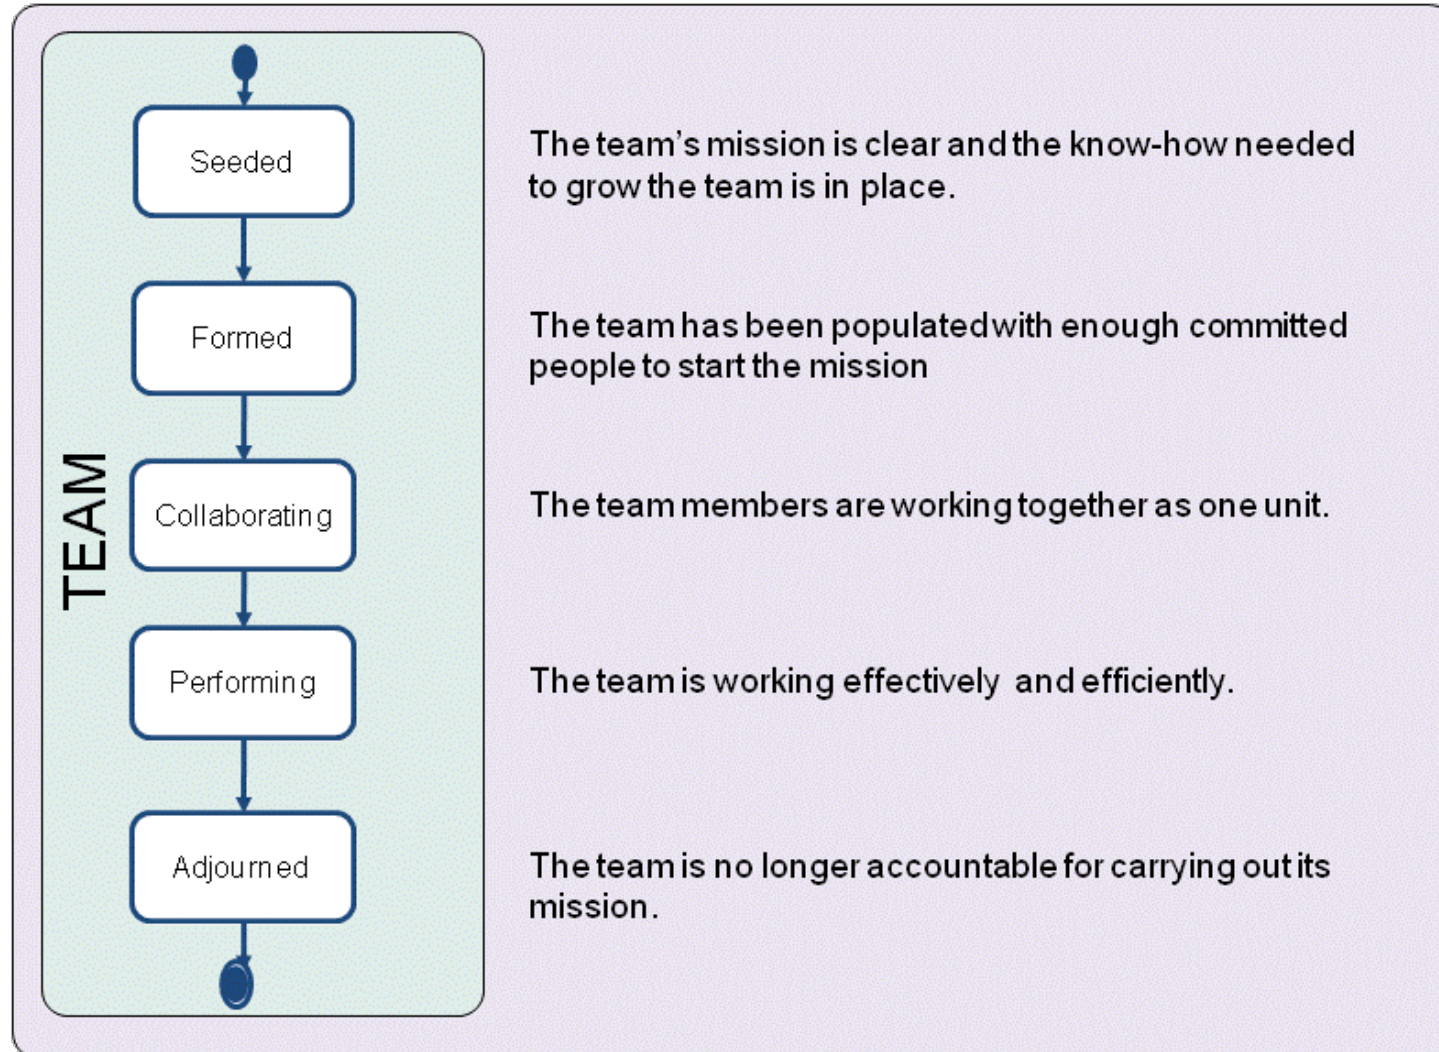 TEAM
Seeded
The team's mission is clear and the know-how needed
to grow the team is in place.
Formed
The team has been populated with enough committed
people to start the mission
Collaborating
The team members are working together as one unit.
Performing
The team is working effectively and efficiently.
Adjourned
The team is no longer accountable for carrying out its
mission.